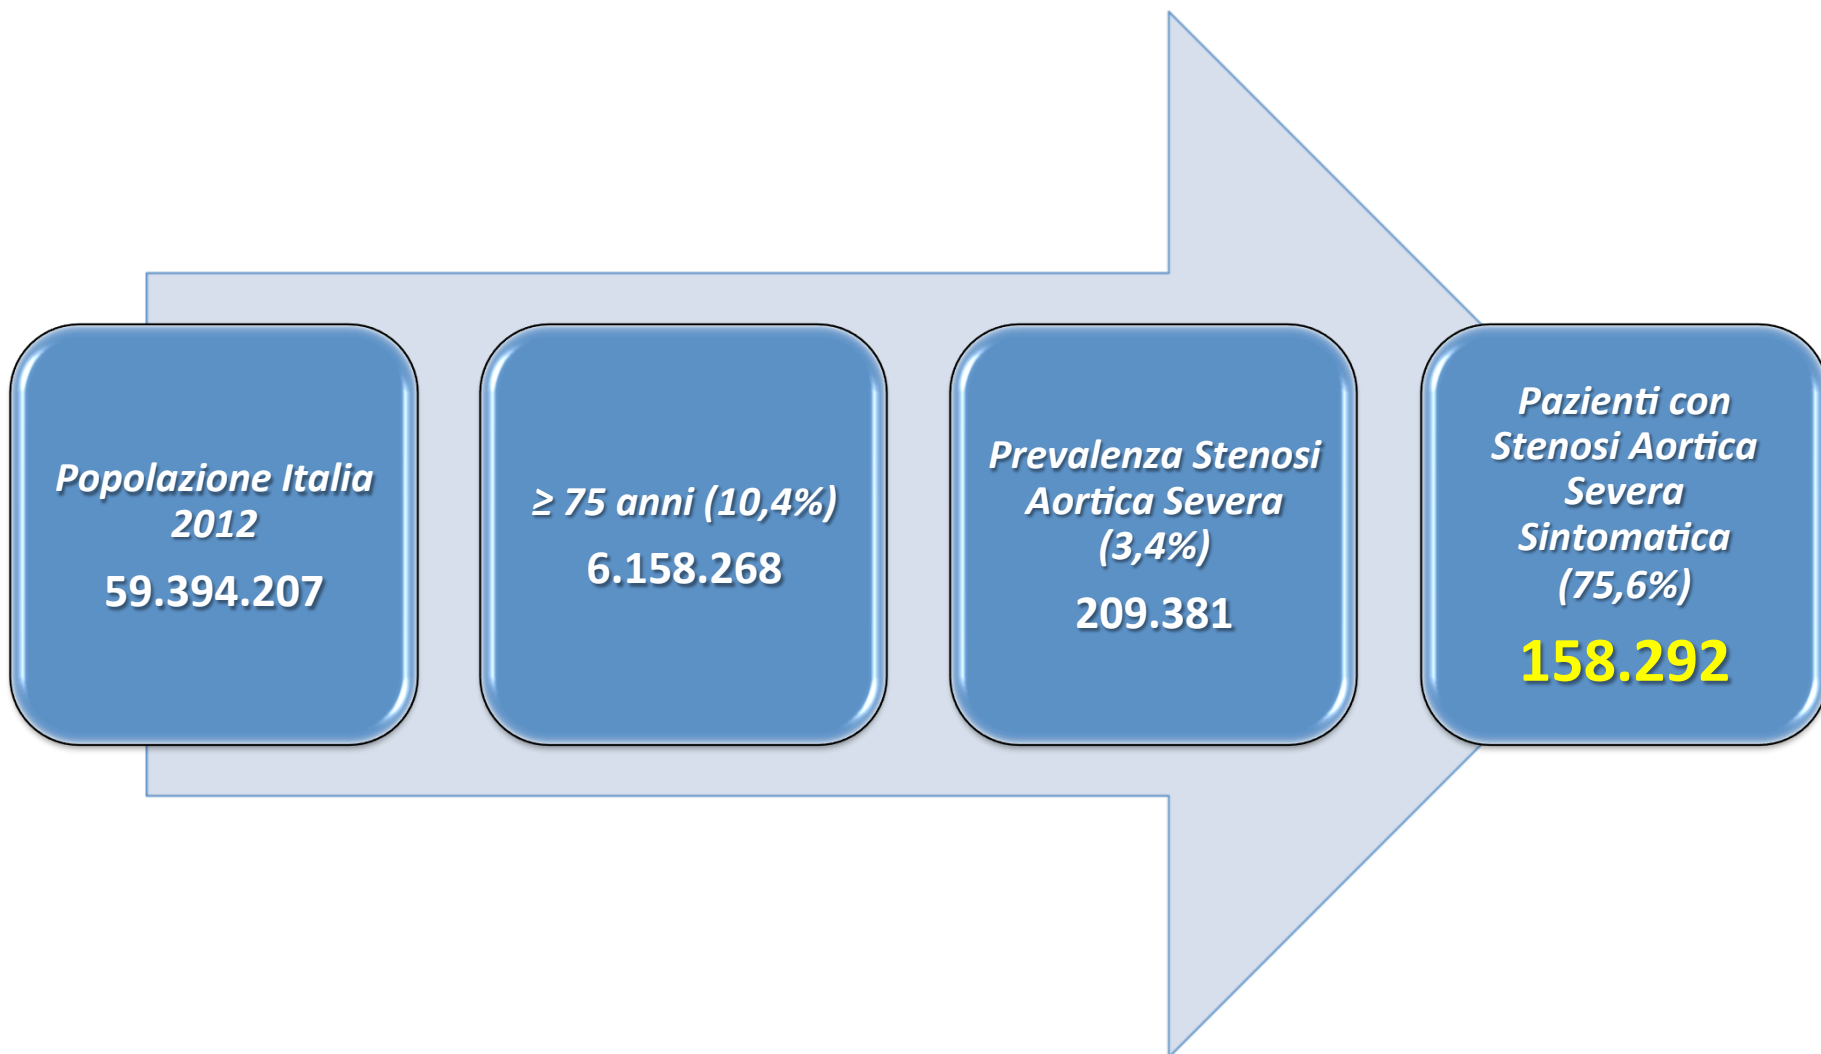 Popolazione Italia
2012
59.394.207
≥ 75 anni (10,4%)
6.158.268
Prevalenza Stenosi
Aortica Severa
(3,4%)
209.381
Pazienti con
Stenosi Aortica
Severa
Sintomatica
(75,6%)
158.292